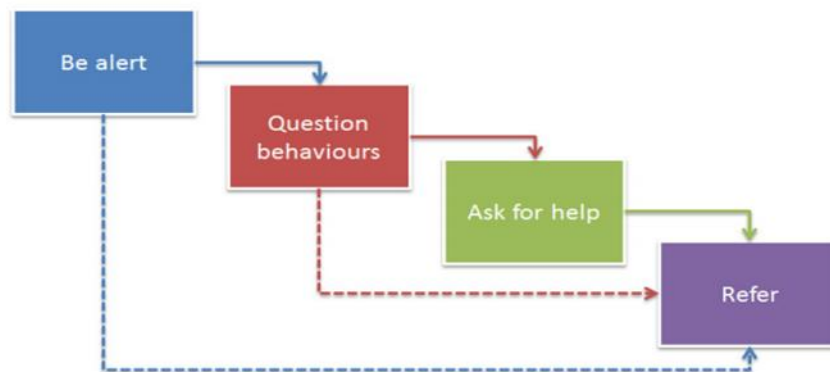 Be alert
Question
behaviours
Ask for help
Refer